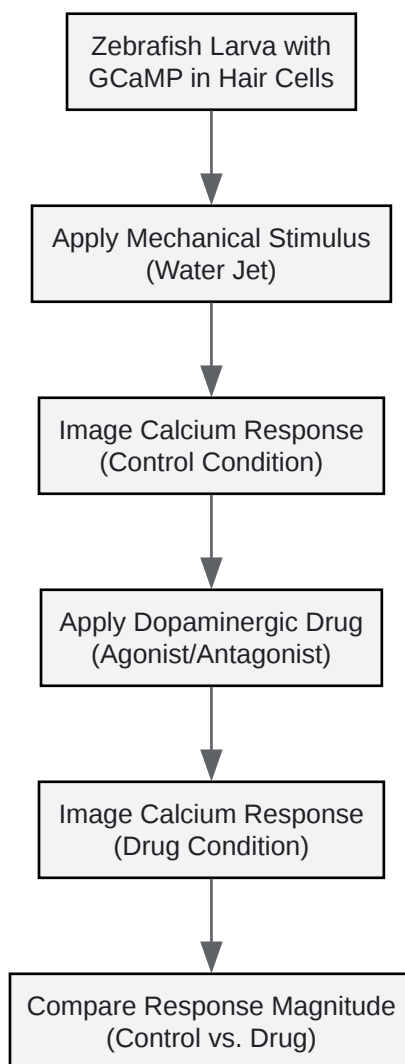 Zebrafish Larva with
GCaMP in Hair Cells
Apply Mechanical Stimulus
(Water Jet)
Image Calcium Response
(Control Condition)
Apply Dopaminergic Drug
(Agonist/Antagonist)
Image Calcium Response
(Drug Condition)
Compare Response Magnitude
(Control vs. Drug)